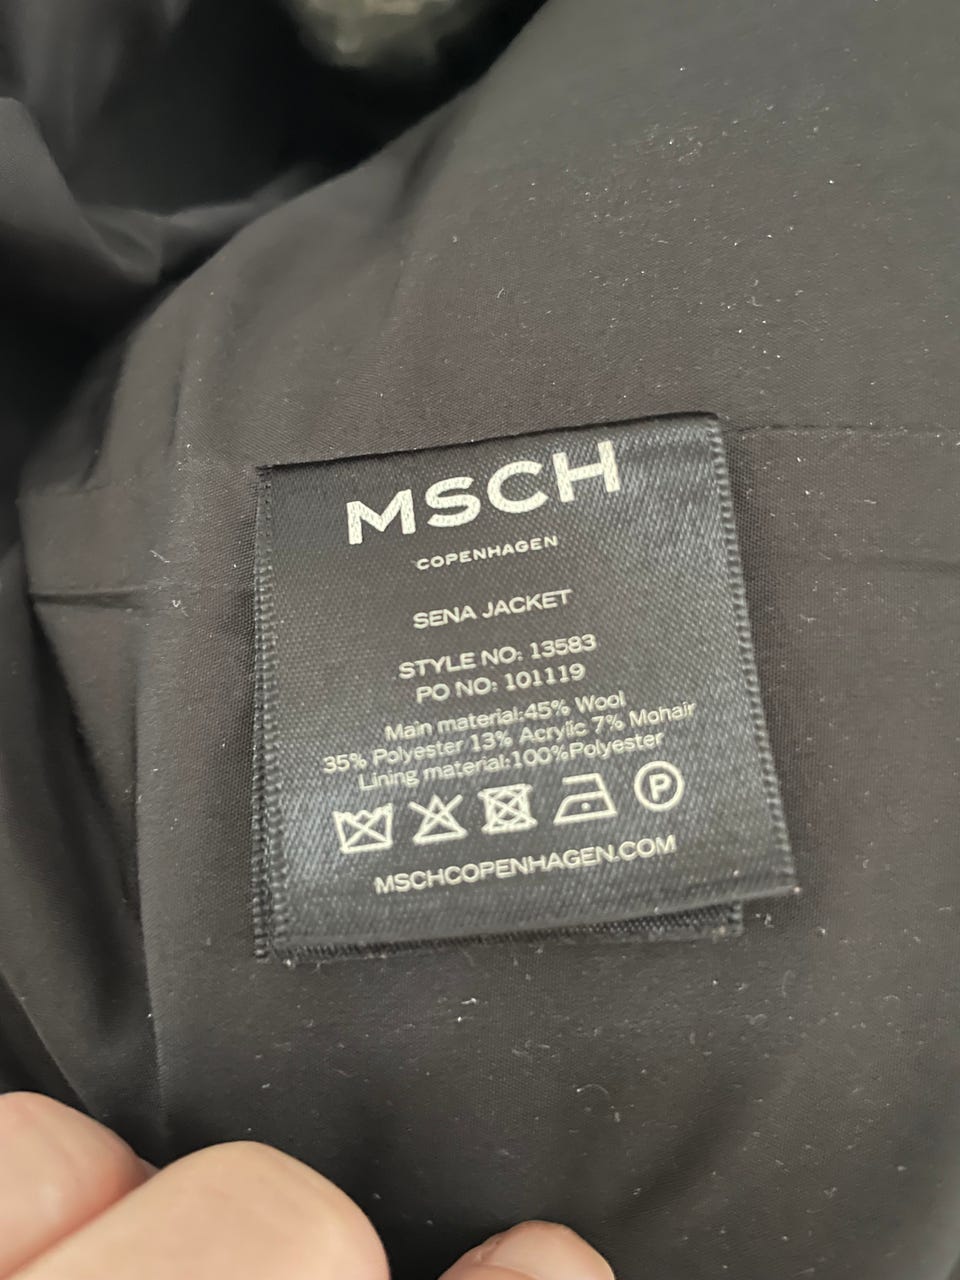 MSCH
COPENHAGEN
SENA JACKET
STYLE NO: 13583
PO NO: 101119
Main material:45% Wool
35% Polyester 13% Acrylic 7% Mohair
Lining material:100%Polyester
P
MSCHCOPENHAGEN.COM